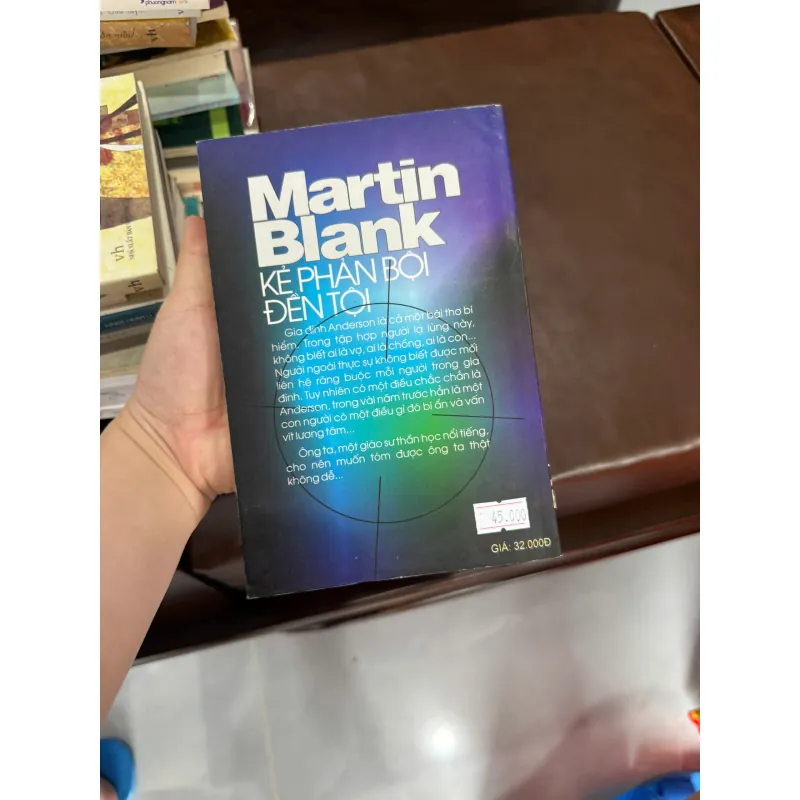 phuongnam
vh
Martin
Blank
KẺ PHẢN BỘI
ĐỀN TỘI
Gia đình Anderson là cả một bài thơ bí
hiểm. Trong tập hợp người lạ lùng này,
không biết ai là vợ, ai là chồng, ai là con...
Người ngoài thực sự không biết được mối
liên hệ ràng buộc mỗi người trong gia
đình. Tuy nhiên có một điều chắc chắn là
Anderson, trong vài năm trước hẳn là một
con người có một điều gì đó bí ẩn và vấn
vít lương tâm...
Ông ta, một giáo sư thần học nổi tiếng,
cho nên muốn tóm được ông ta thật
không dễ...
45.000
GIÁ: 32.000Đ